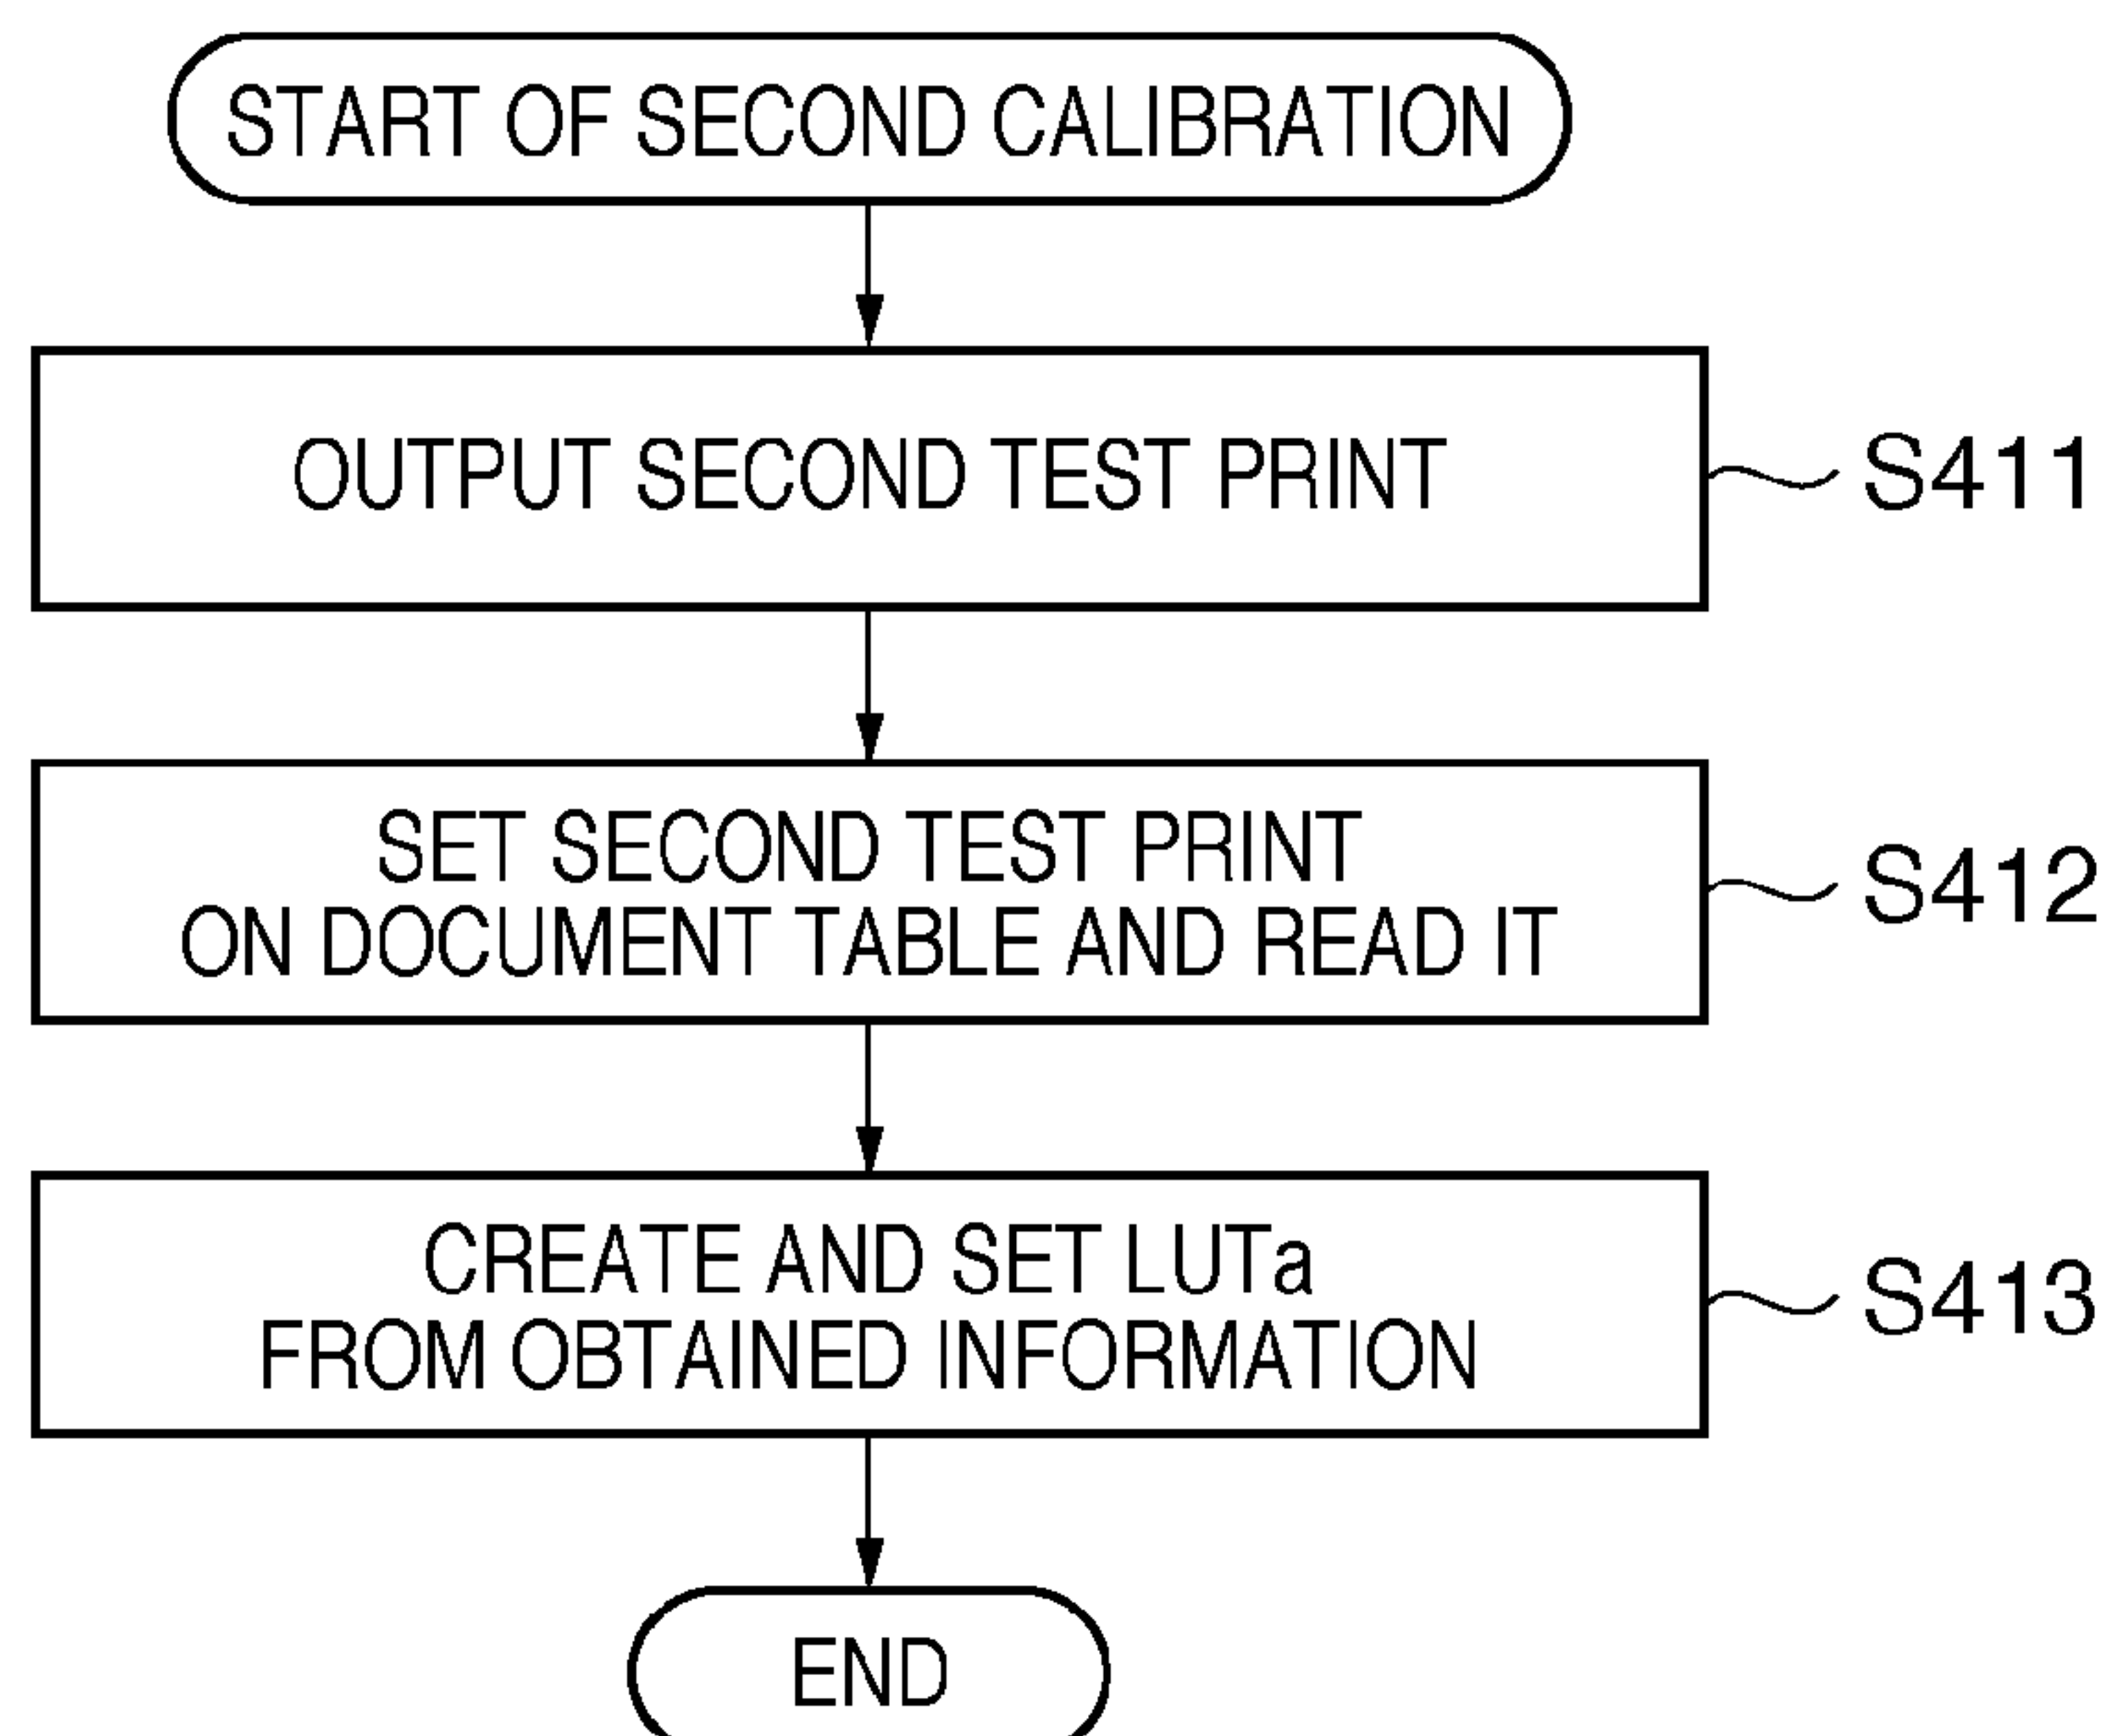 START OF SECOND CALIBRATION
OUTPUT SECOND TEST PRINT
S411
SET SECOND TEST PRINT
ON DOCUMENT TABLE AND READ IT
S412
CREATE AND SET LUTa
FROM OBTAINED INFORMATION
S413
END